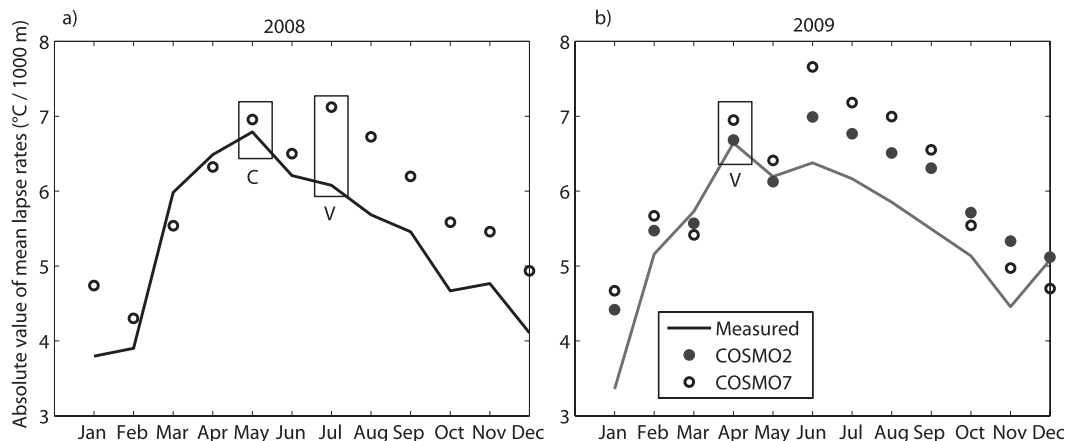 a)
2008
b)
2009
Absolute value of mean lapse rates (°C / 1000 m)
8
7
6
5
4
3
C
V
Jan Feb Mar Apr May Jun Jul Aug Sep Oct Nov Dec
8
7
6
5
4
3
V
Measured
COSMO2
COSMO7
Jan Feb Mar Apr May Jun Jul Aug Sep Oct Nov Dec